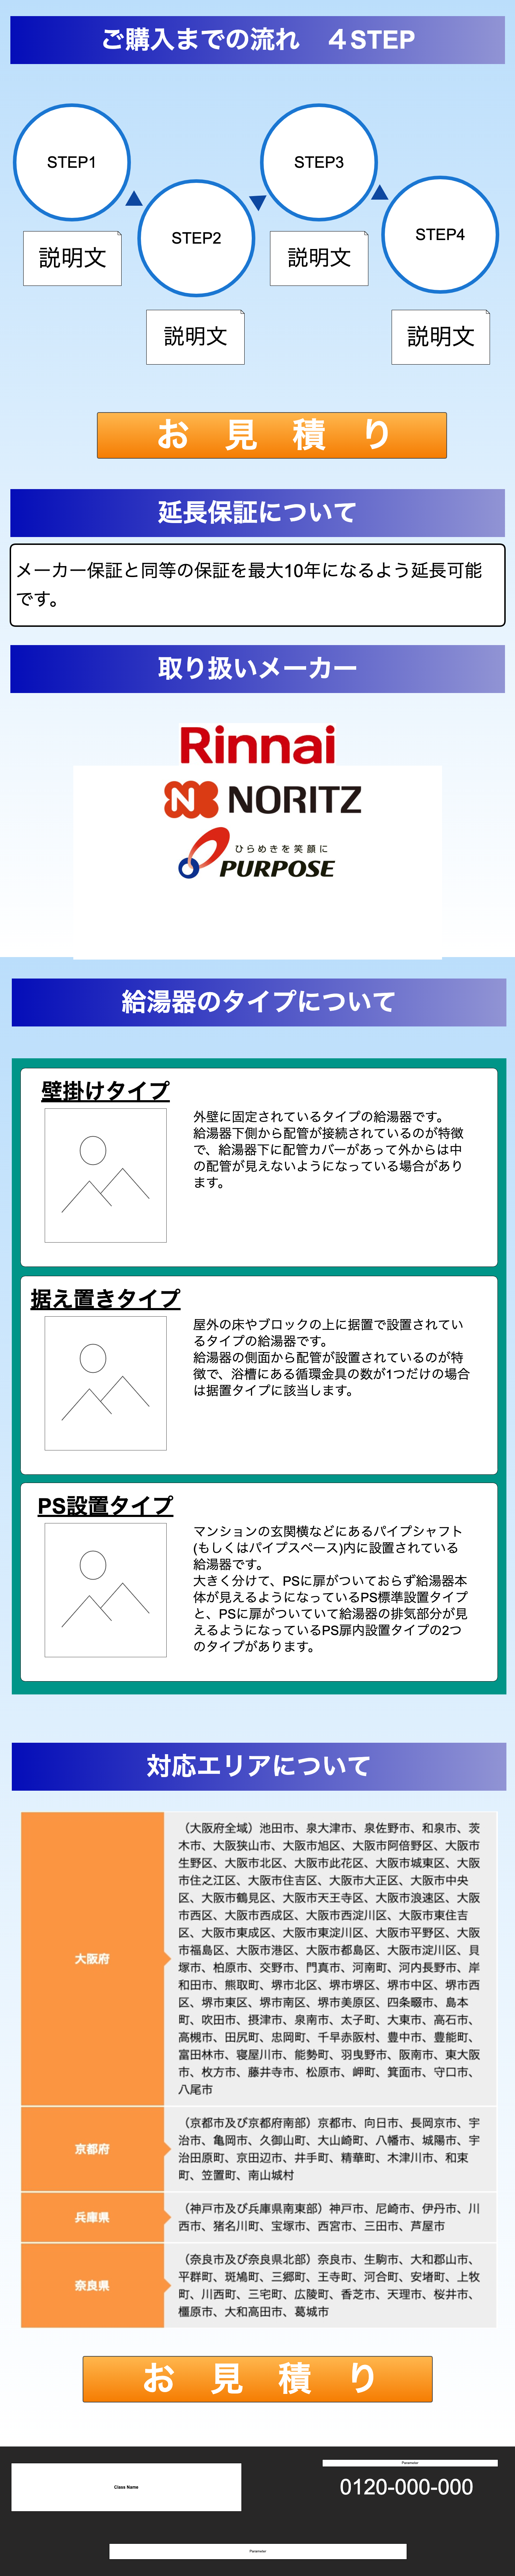 ご購入までの流れ　４STEP
STEP1
STEP2
STEP3
STEP4
説明文
説明文
説明文
説明文
お　見　積　り
延長保証について
メーカー保証と同等の保証を最大10年になるよう延長可能
です。
取り扱いメーカー
Rinnai
NORITZ
ひらめきを笑顔に
PURPOSE
給湯器のタイプについて
壁掛けタイプ
外壁に固定されているタイプの給湯器です。
給湯器下側から配管が接続されているのが特徴
で、給湯器下に配管カバーがあって外からは中
の配管が見えないようになっている場合があり
ます。
据え置きタイプ
屋外の床やブロックの上に据置で設置されてい
るタイプの給湯器です。
給湯器の側面から配管が設置されているのが特
徴で、浴槽にある循環金具の数が1つだけの場合
は据置タイプに該当します。
PS設置タイプ
マンションの玄関横などにあるパイプシャフト
(もしくはパイプスペース)内に設置されている
給湯器です。
大きく分けて、PSに扉がついておらず給湯器本
体が見えるようになっているPS標準設置タイプ
と、PSに扉がついていて給湯器の排気部分が見
えるようになっているPS扉内設置タイプの2つ
のタイプがあります。
対応エリアについて
大阪府
（大阪府全域）池田市、泉大津市、泉佐野市、和泉市、茨
木市、大阪狭山市、大阪市旭区、大阪市阿倍野区、大阪市
生野区、大阪市北区、大阪市此花区、大阪市城東区、大阪
市住之江区、大阪市住吉区、大阪市大正区、大阪市中央
区、大阪市鶴見区、大阪市天王寺区、大阪市浪速区、大阪
市西区、大阪市西成区、大阪市西淀川区、大阪市東住吉
区、大阪市東成区、大阪市東淀川区、大阪市平野区、大阪
市福島区、大阪市港区、大阪市都島区、大阪市淀川区、貝
塚市、柏原市、交野市、門真市、河南町、河内長野市、岸
和田市、熊取町、堺市北区、堺市堺区、堺市中区、堺市西
区、堺市東区、堺市南区、堺市美原区、四条畷市、島本
町、吹田市、摂津市、泉南市、太子町、大東市、高石市、
高槻市、田尻町、忠岡町、千早赤阪村、豊中市、豊能町、
富田林市、寝屋川市、能勢町、羽曳野市、阪南市、東大阪
市、枚方市、藤井寺市、松原市、岬町、箕面市、守口市、
八尾市
京都府
（京都市及び京都府南部）京都市、向日市、長岡京市、宇
治市、亀岡市、久御山町、大山崎町、八幡市、城陽市、宇
治田原町、京田辺市、井手町、精華町、木津川市、和束
町、笠置町、南山城村
兵庫県
（神戸市及び兵庫県南東部）神戸市、尼崎市、伊丹市、川
西市、猪名川町、宝塚市、西宮市、三田市、芦屋市
奈良県
（奈良市及び奈良県北部）奈良市、生駒市、大和郡山市、
平群町、斑鳩町、三郷町、王寺町、河合町、安堵町、上牧
町、川西町、三宅町、広陵町、香芝市、天理市、桜井市、
橿原市、大和高田市、葛城市
お　見　積　り
Parameter
Class Name
0120-000-000
Parameter